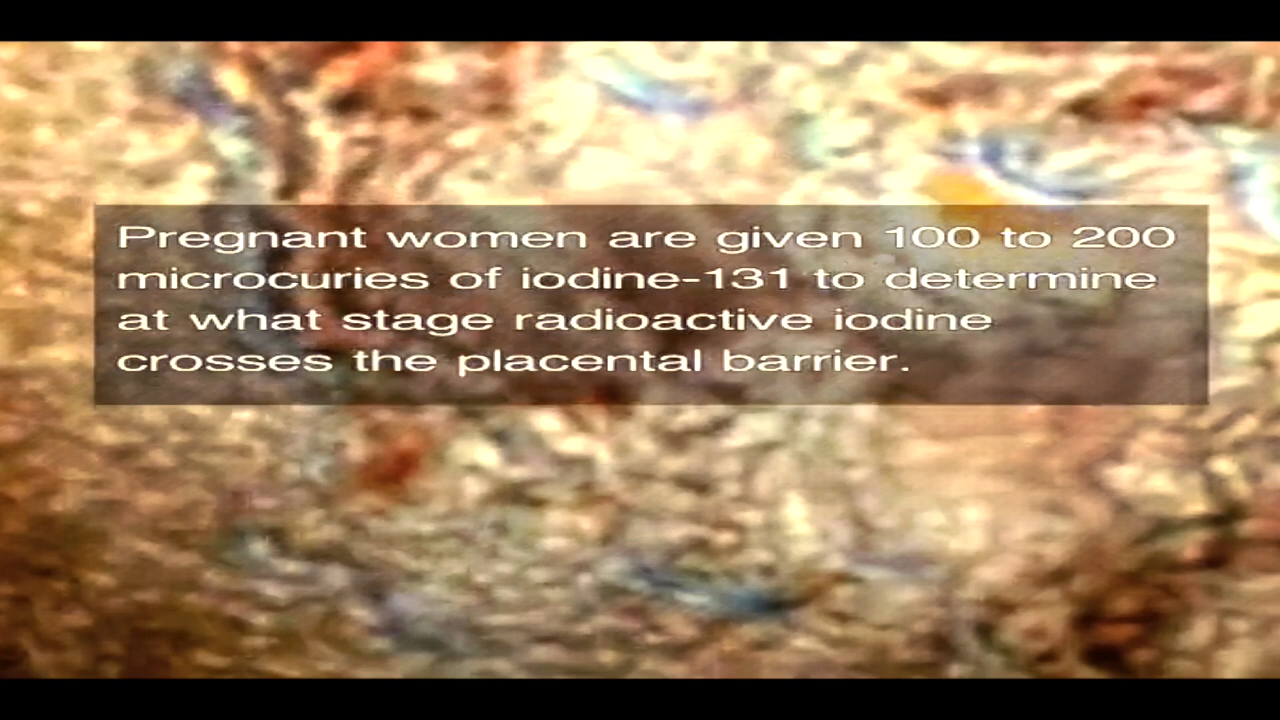 Pregnant women are given 100 to 200
microcuries of iodine-131 to determine
at what stage radioactive iodine
crosses the placental barrier.